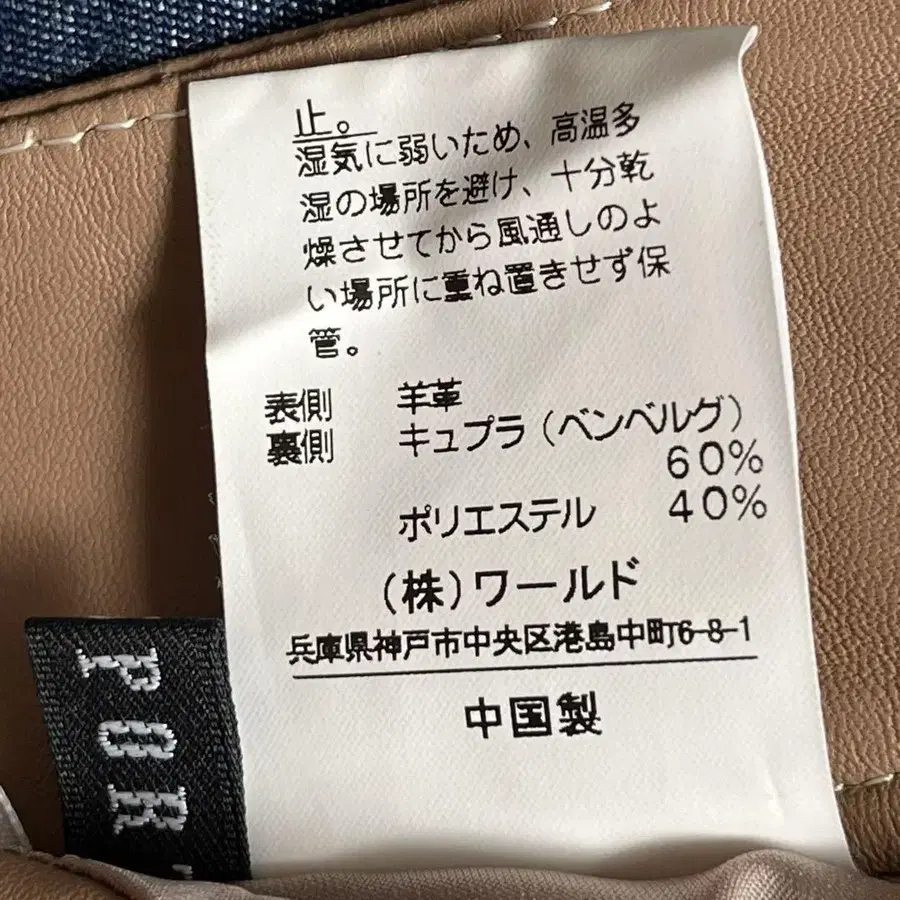 止。
湿気に弱いため、高温多
湿の場所を避け、十分乾
燥させてから風通しのよ
い場所に重ね置きせず保
管。
表側 羊革
裏側 キュプラ(ベンベルグ)
60%
ポリエステル 40%
(株)ワールド
兵庫県神戸市中央区港島中町6-8-1
中国製
POR